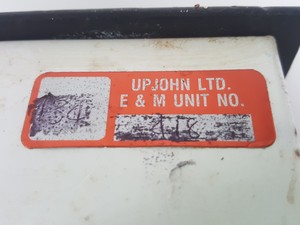 UPJOHN LTD.
E & M UNIT NO.